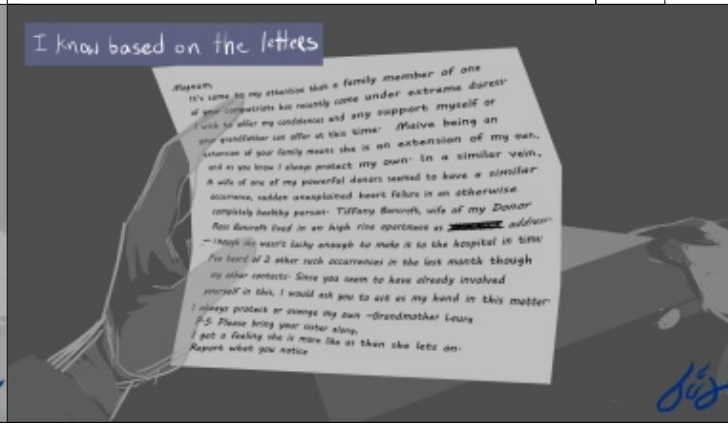 I know based on the letters
Magnum,
It's come to my attention that a family member of one
of your compatriots has recently come under extreme duress.
I wish to offer my condolences and any support myself or
your grandfather can offer at this time. Maive being an
extension of your family means she is an extension of my own,
and as you know I always protect my own. In a similar vein,
A wife of one of my powerful donors seemed to have a similar
occurrence, sudden unexplained heart failure in an otherwise
completely healthy person. Tiffany Bancroft, wife of my Donor
Ross Bancroft lived in an high rise apartment as address.
-Though she wasn't lucky enough to make it to the hospital in time
I've heard of 2 other such occurrences in the last month though
my other contacts. Since you seem to have already involved
yourself in this, I would ask you to act as my hand in this matter.
I always protect or avenge my own -Grandmother Laura
P.S. Please bring your sister along,
I got a feeling she is more like us than she lets on.
Report what you notice